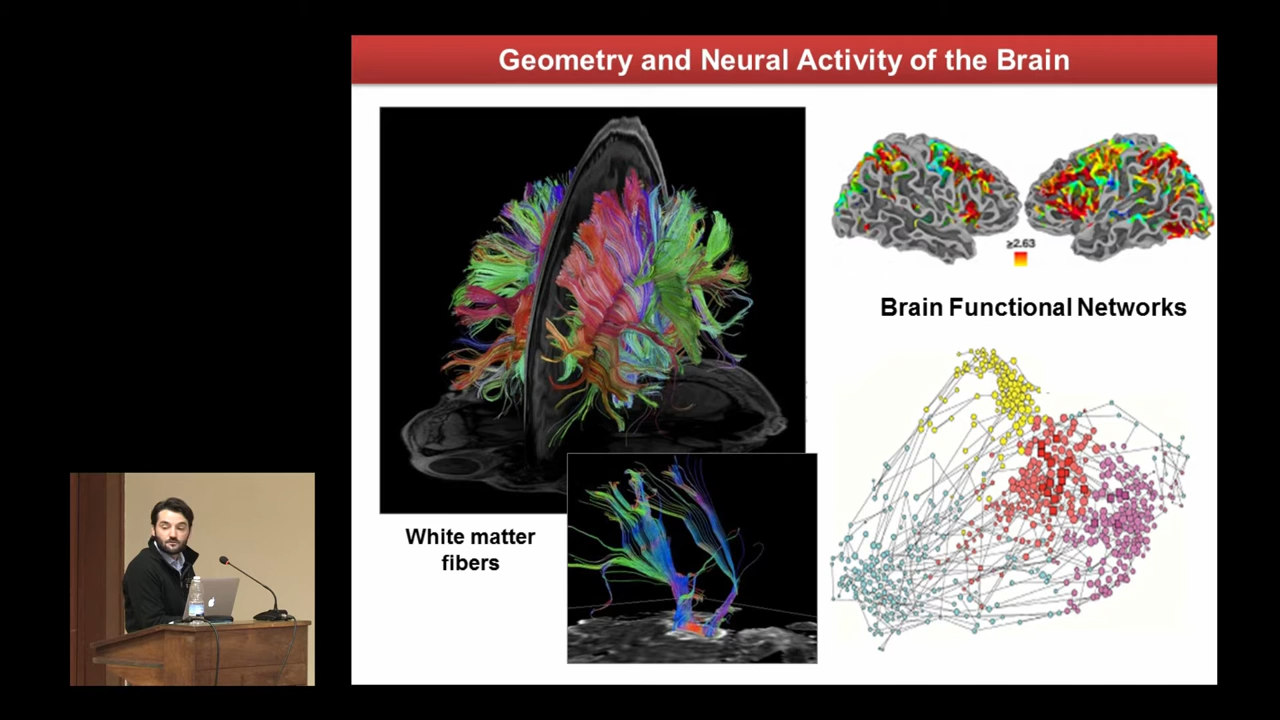 Geometry and Neural Activity of the Brain
≥2.63
Brain Functional Networks
White matter
fibers